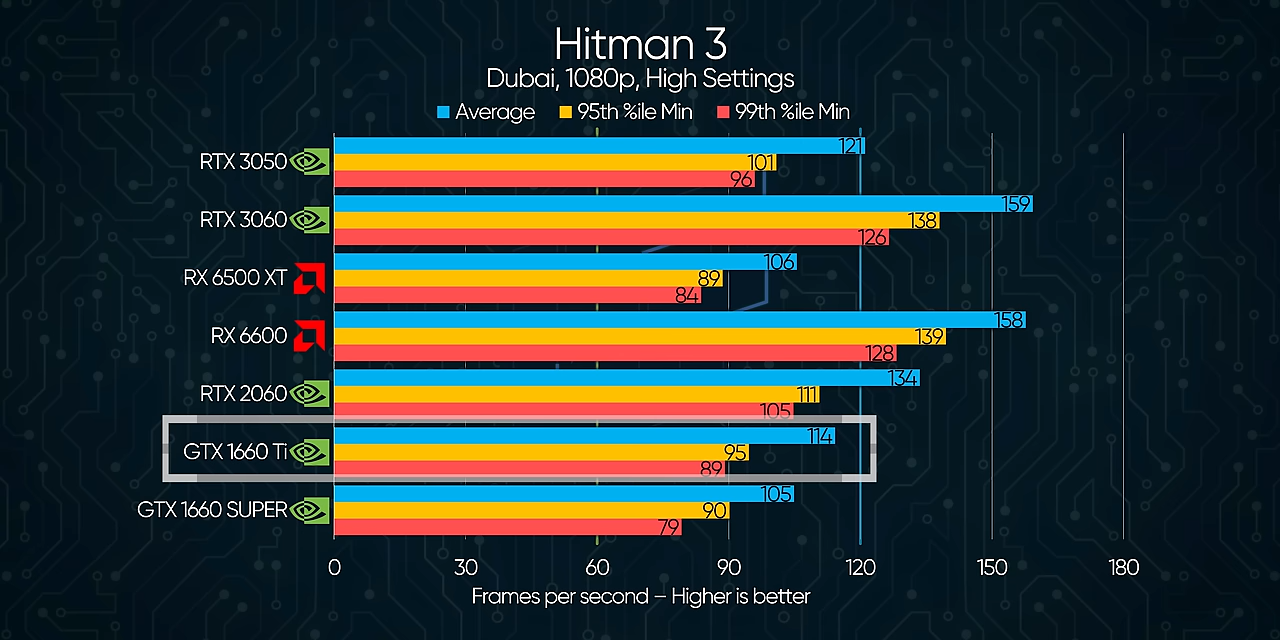 Hitman 3
Dubai, 1080p, High Settings
Average 95th %ile Min 99th %ile Min
RTX 3050
121
101
96
RTX 3060
159
138
126
RX 6500 XT
106
89
84
RX 6600
158
139
128
RTX 2060
134
111
105
GTX 1660 Ti
114
95
89
GTX 1660 SUPER
105
90
79
0 30 60 90 120 150 180
Frames per second – Higher is better